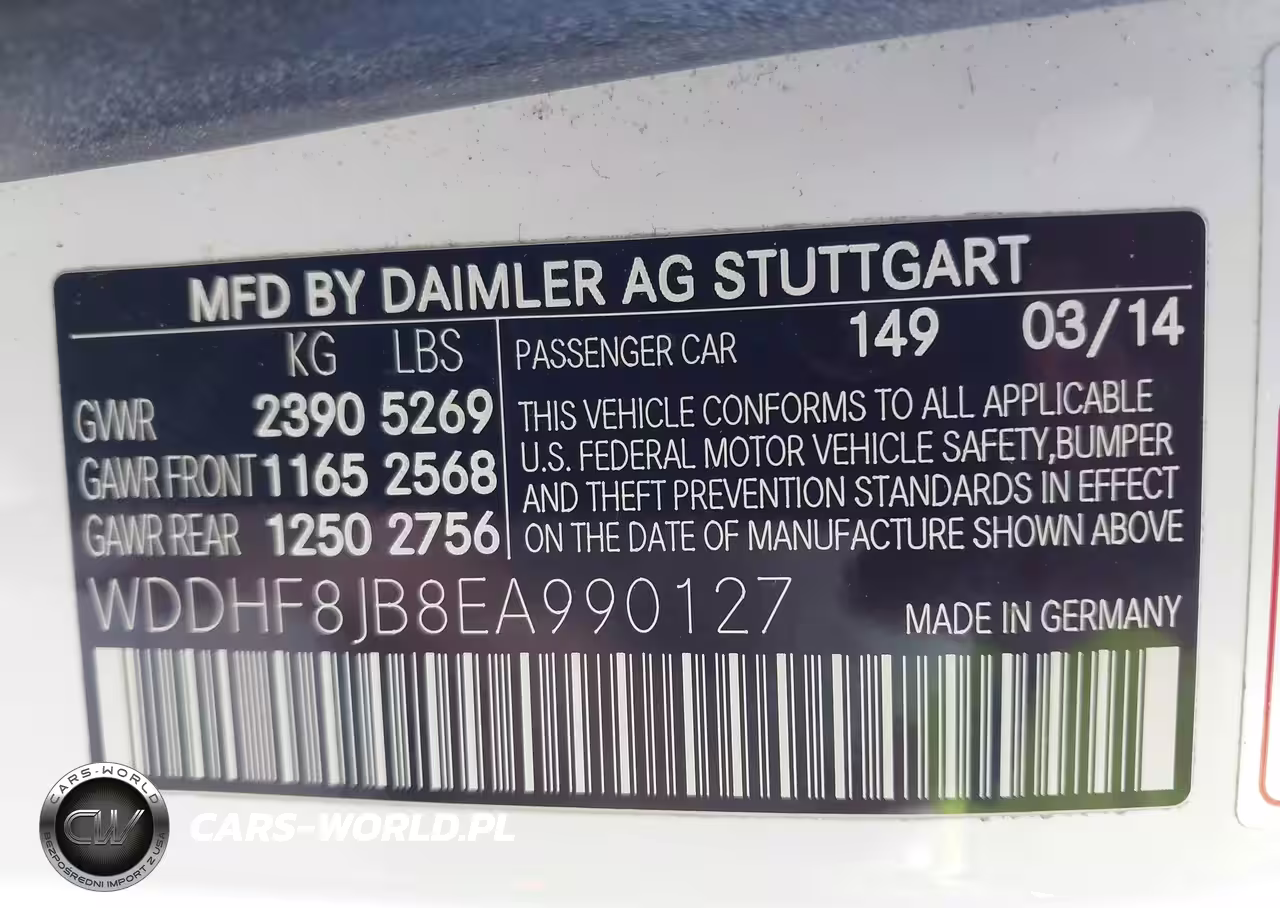 MFD BY DAIMLER AG STUTTGART
KG LBS
GVWR 2390 5269
GAWR FRONT 1165 2568
GAWR REAR 1250 2756
PASSENGER CAR 149 03/14
THIS VEHICLE CONFORMS TO ALL APPLICABLE
U.S. FEDERAL MOTOR VEHICLE SAFETY,BUMPER
AND THEFT PREVENTION STANDARDS IN EFFECT
ON THE DATE OF MANUFACTURE SHOWN ABOVE
WDDHF8JB8EA990127
MADE IN GERMANY
CARS-WORLD
CW
BEZPOŚREDNI IMPORT Z USA
CARS-WORLD.PL